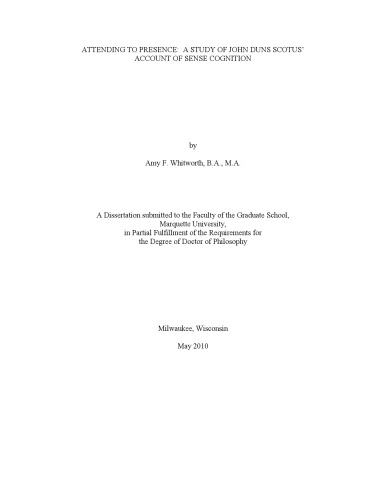 ATTENDING TO PRESENCE: A STUDY OF JOHN DUNS SCOTUS’
ACCOUNT OF SENSE COGNITION
by
Amy F. Whitworth, B.A., M.A.
A Dissertation submitted to the Faculty of the Graduate School,
Marquette University,
in Partial Fulfillment of the Requirements for
the Degree of Doctor of Philosophy
Milwaukee, Wisconsin
May 2010